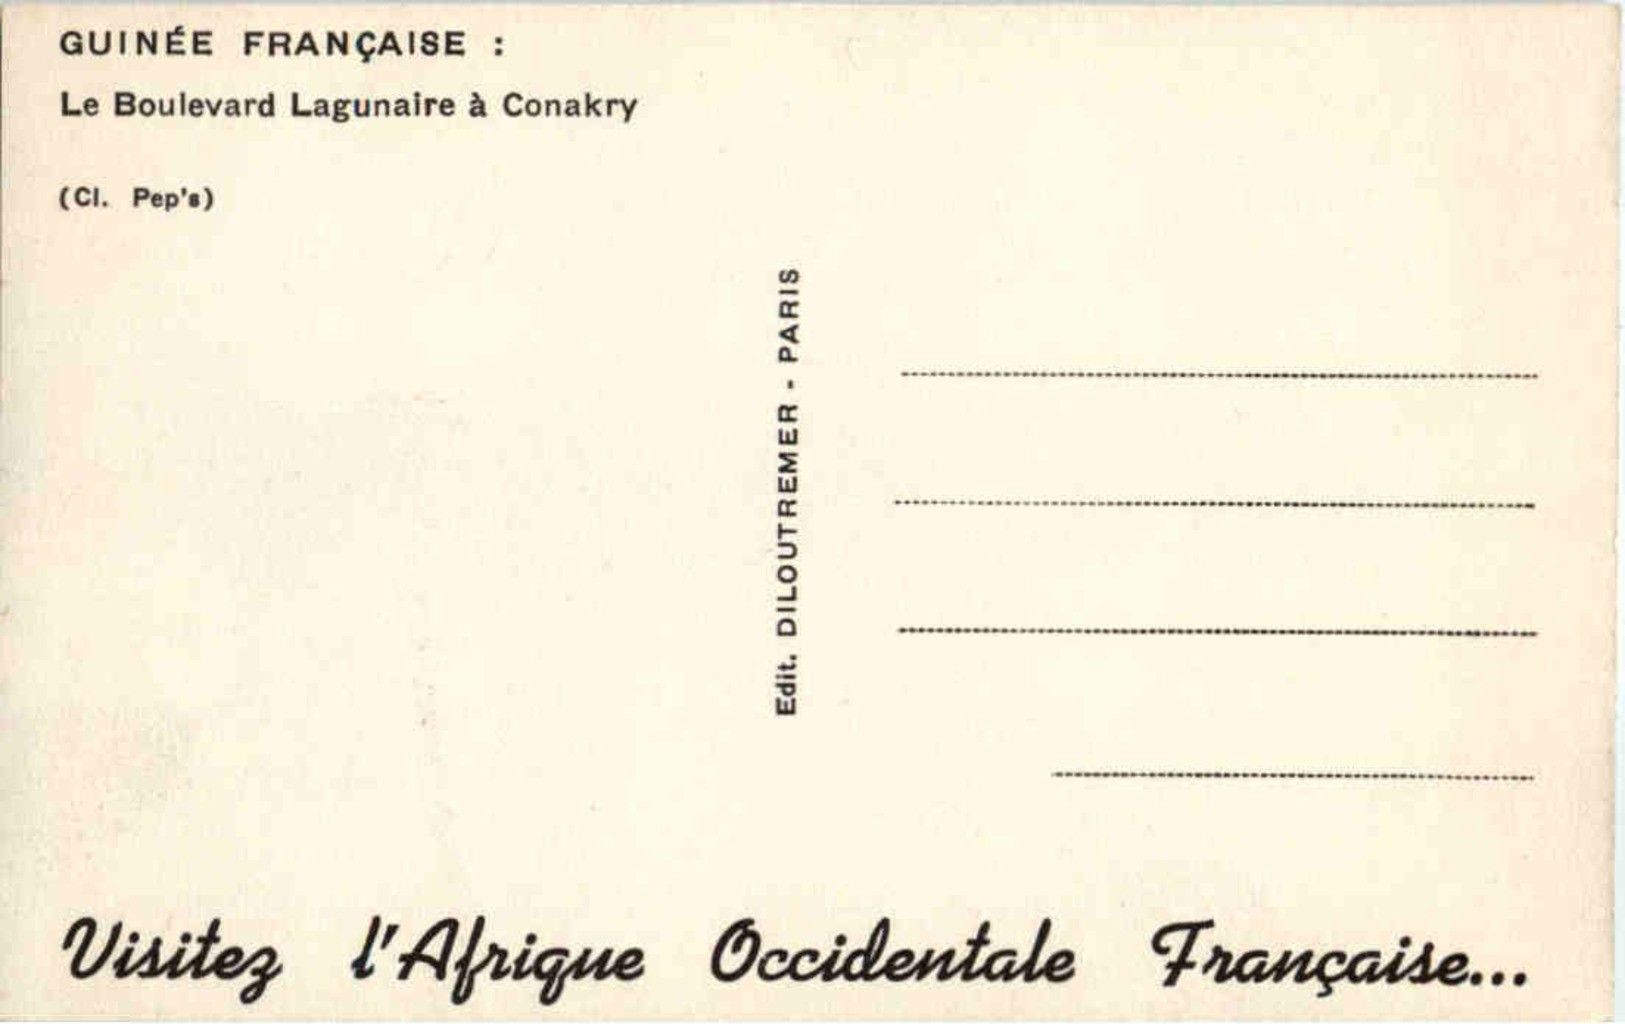 GUINÉE FRANÇAISE :
Le Boulevard Lagunaire à Conakry
(Cl. Pep's)
Edit. DILOUTREMER - PARIS
Visitez l'Afrique Occidentale Française...